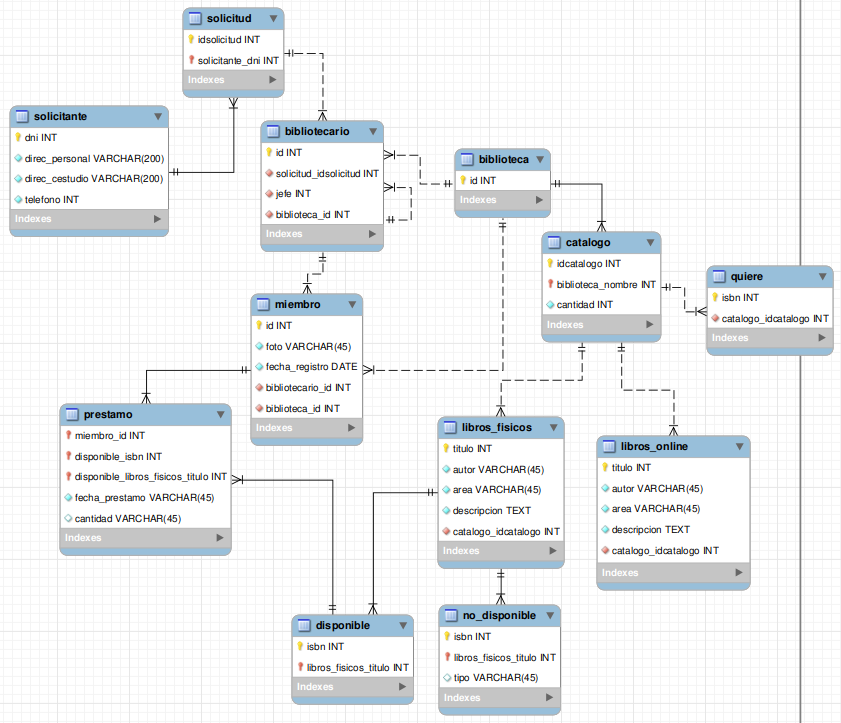 solicitud
idsolicitud INT
solicitante_dni INT
Indexes
solicitante
dni INT
direc_personal VARCHAR(200)
direc_cestudio VARCHAR(200)
telefono INT
Indexes
bibliotecario
id INT
solicitud_idsolicitud INT
jefe INT
biblioteca_id INT
Indexes
biblioteca
id INT
Indexes
catalogo
idcatalogo INT
biblioteca_nombre INT
cantidad INT
Indexes
quiere
isbn INT
catalogo_idcatalogo INT
Indexes
miembro
id INT
foto VARCHAR(45)
fecha_registro DATE
bibliotecario_id INT
biblioteca_id INT
Indexes
prestamo
miembro_id INT
disponible_isbn INT
disponible_libros_fisicos_titulo INT
fecha_prestamo VARCHAR(45)
cantidad VARCHAR(45)
Indexes
libros_fisicos
titulo INT
autor VARCHAR(45)
area VARCHAR(45)
descripcion TEXT
catalogo_idcatalogo INT
Indexes
libros_online
titulo INT
autor VARCHAR(45)
area VARCHAR(45)
descripcion TEXT
catalogo_idcatalogo INT
Indexes
disponible
isbn INT
libros_fisicos_titulo INT
Indexes
no_disponible
isbn INT
libros_fisicos_titulo INT
tipo VARCHAR(45)
Indexes